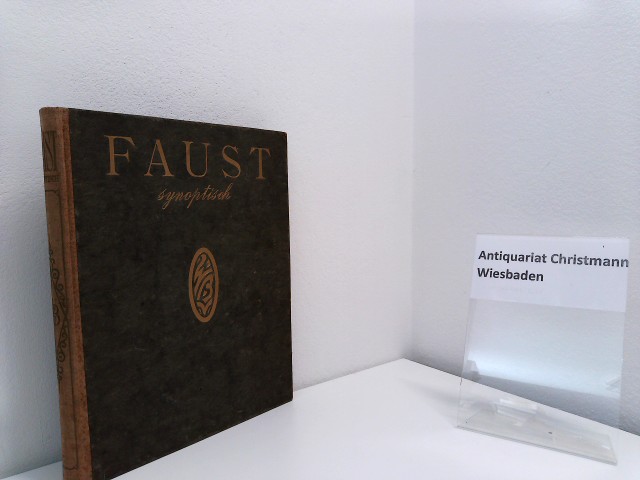 FAUST
synoptisch
Antiquariat Christmann
Wiesbaden